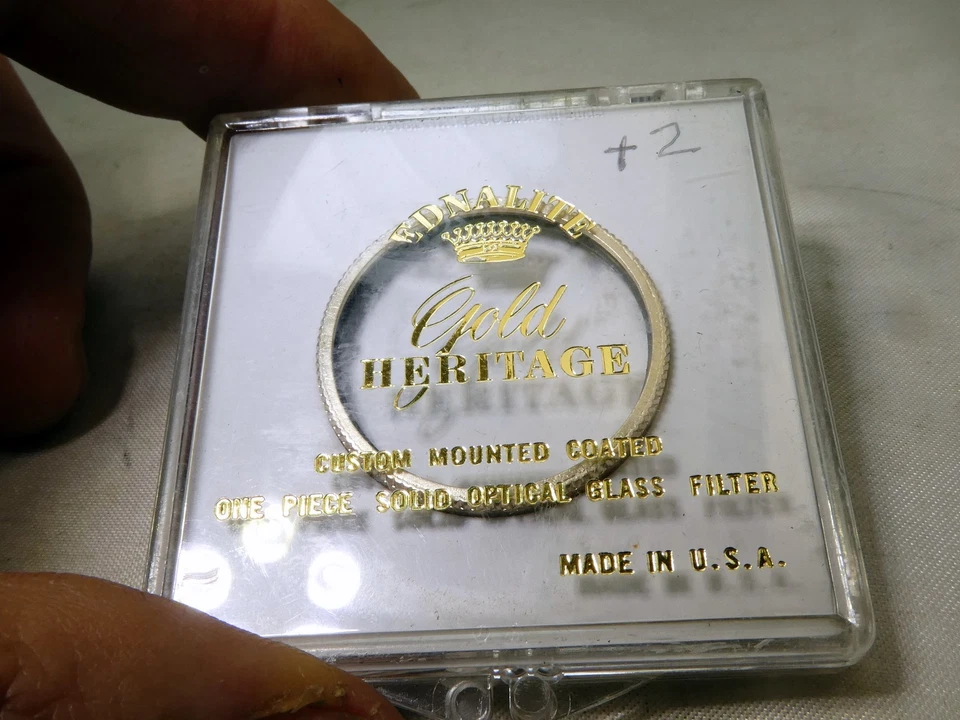 +2
EDNALITE
Gold
HERITAGE
CUSTOM MOUNTED COATED
ONE PIECE SOLID OPTICAL GLASS FILTER
MADE IN U.S.A.